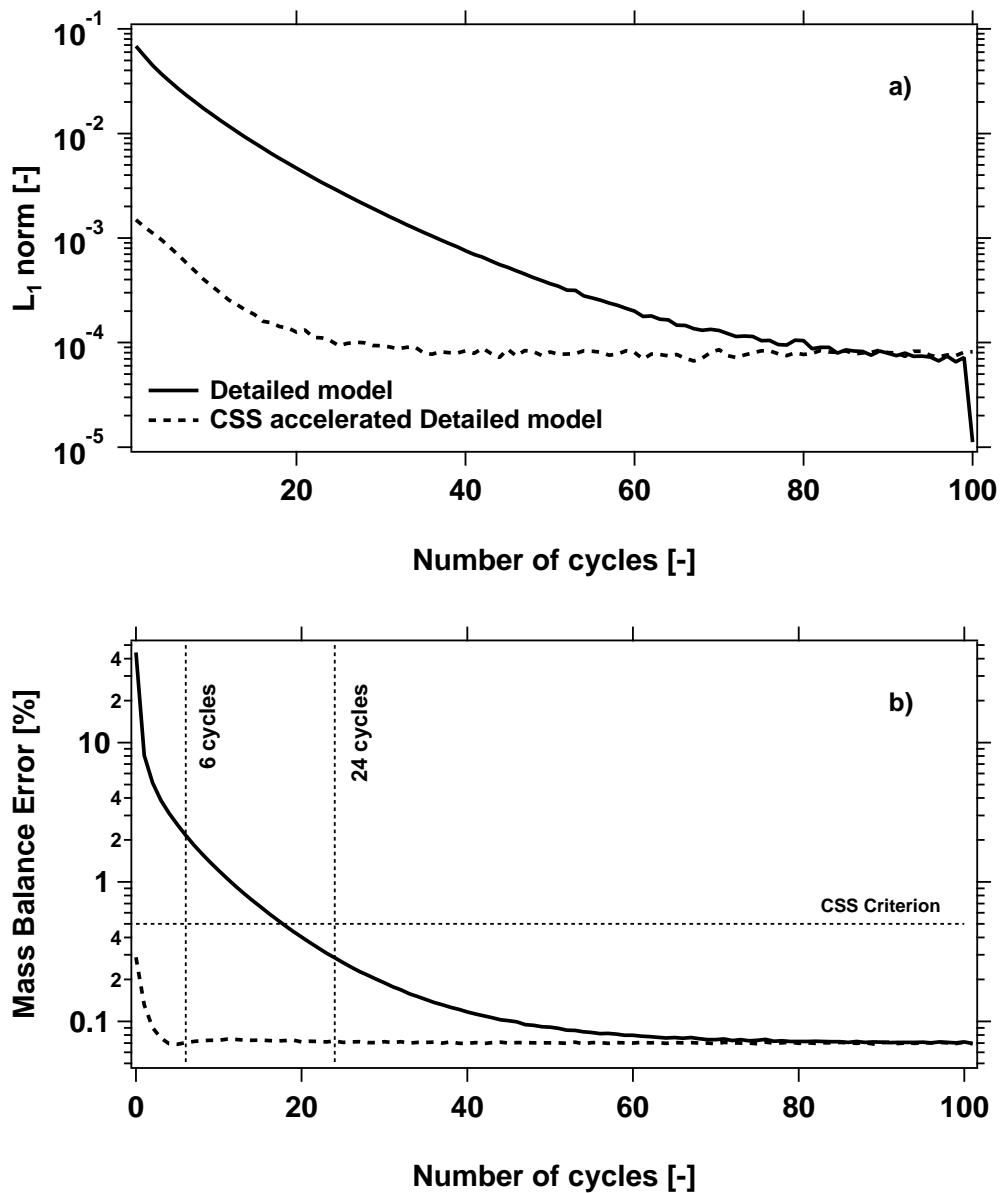 10-1
a)
10-2
L1 norm [-]
10-3
10-4
Detailed model
CSS accelerated Detailed model
10-5
20 40 60 80 100
Number of cycles [-]
4
2
b)
6 cycles
24 cycles
10
Mass Balance Error [%]
4
2
1
CSS Criterion
4
2
0.1
0 20 40 60 80 100
Number of cycles [-]